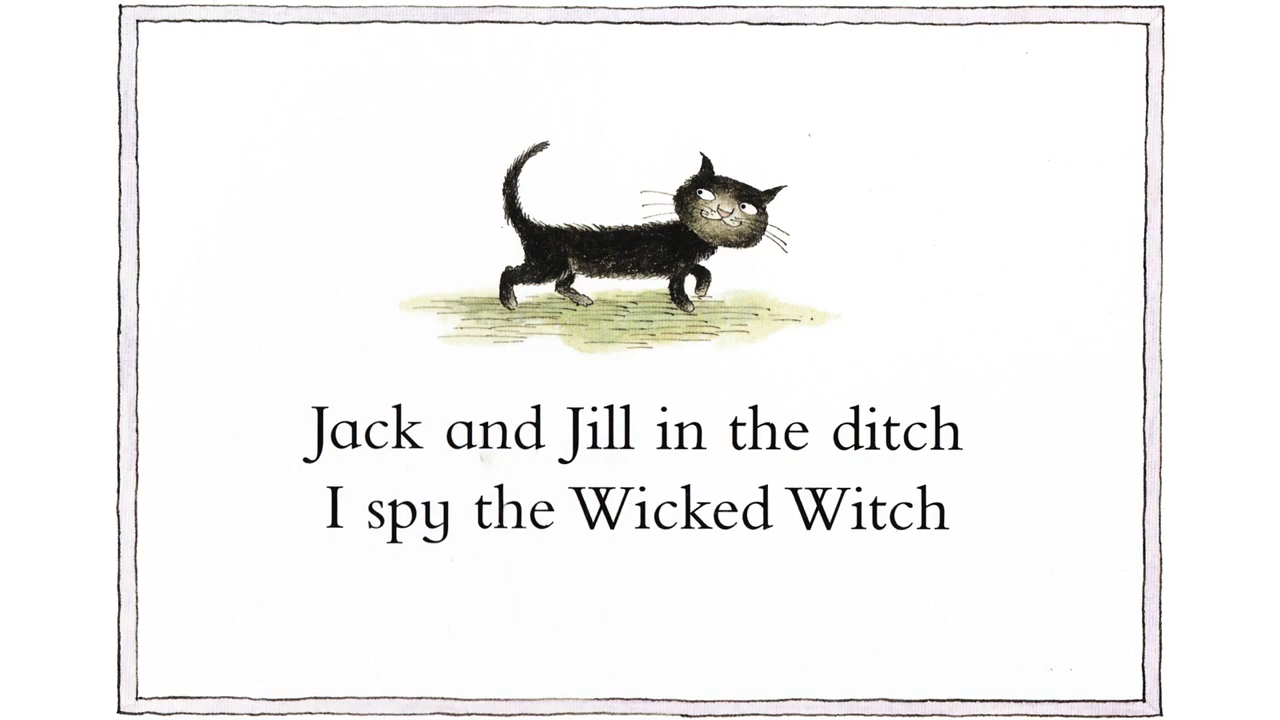 Jack and Jill in the ditch
I spy the Wicked Witch